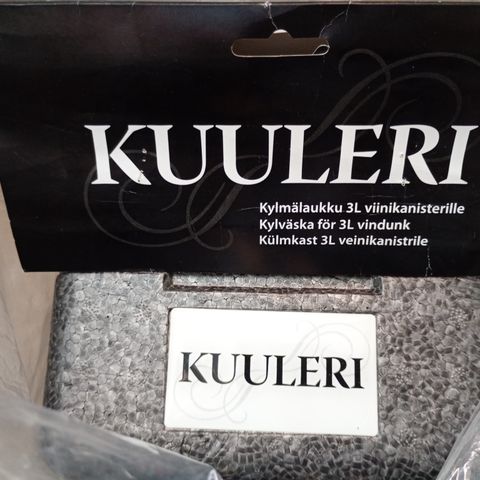 KUULERI
Kylmälaukku 3L viinikanisterille
Kylväska för 3L vindunk
Külmkast 3L veinikanistrile
KUULERI